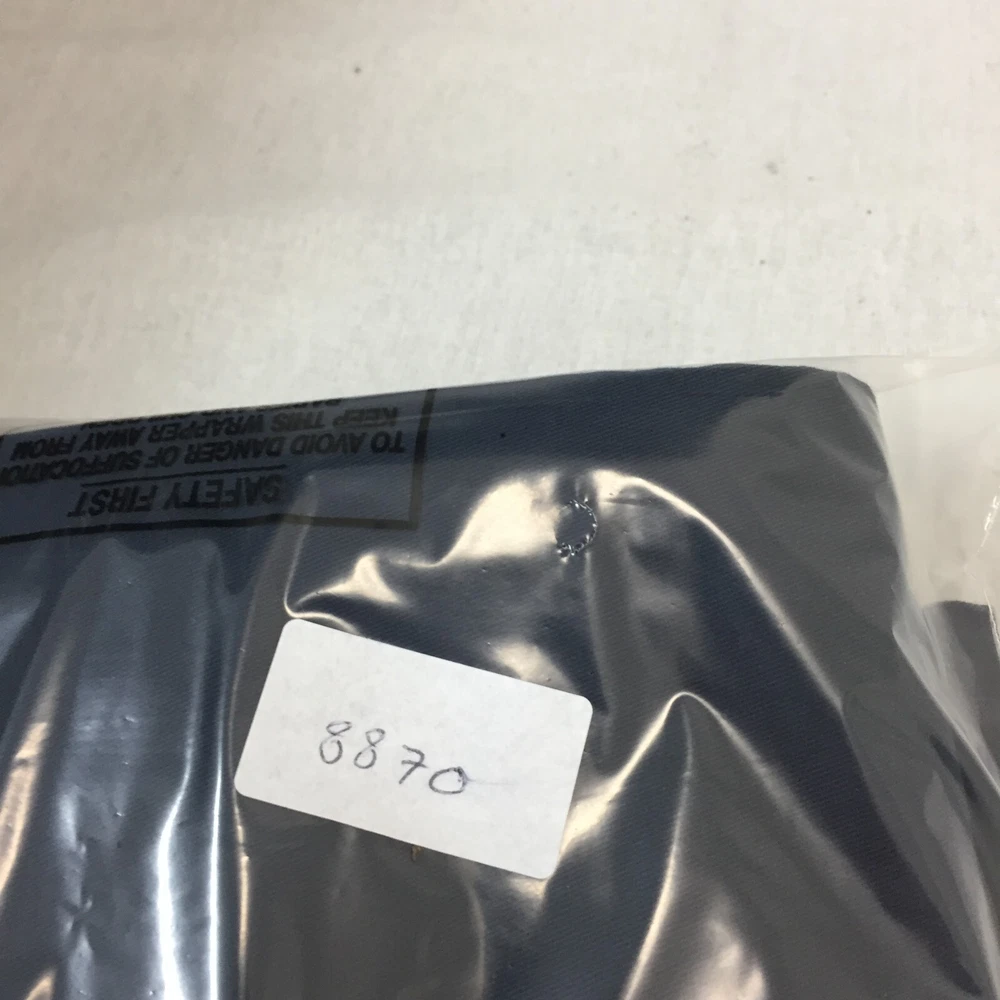 SAFETY FIRST
TO AVOID DANGER OF SUFFOCATION
KEEP THIS WRAPPER AWAY FROM
8870